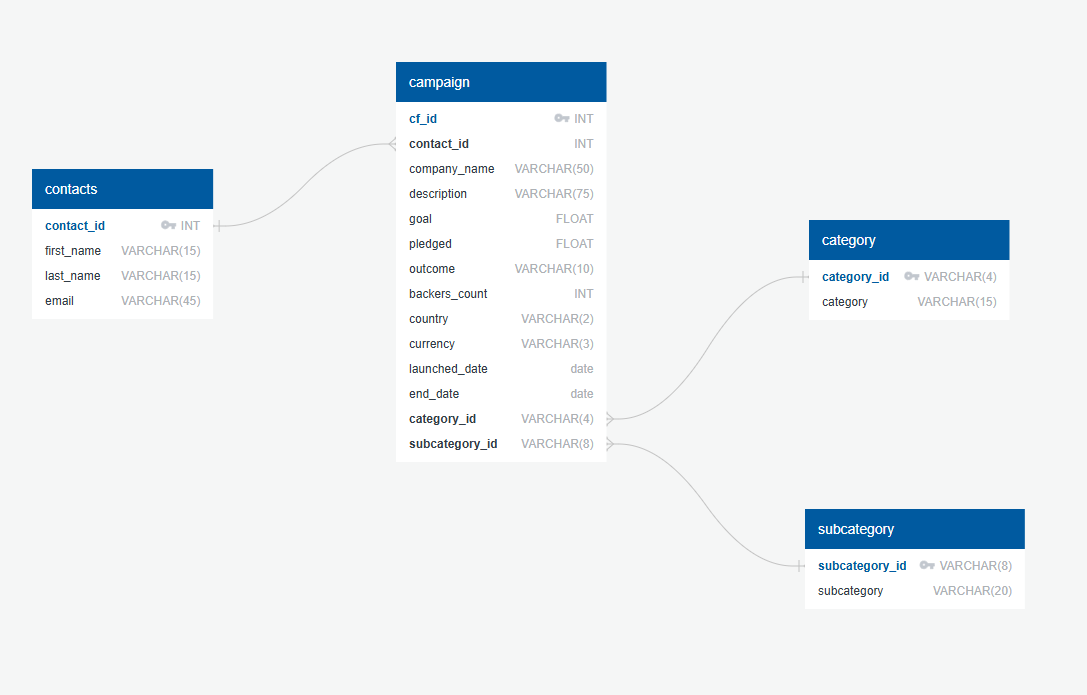 campaign
cf_id INT
contact_id INT
company_name VARCHAR(50)
description VARCHAR(75)
goal FLOAT
pledged FLOAT
outcome VARCHAR(10)
backers_count INT
country VARCHAR(2)
currency VARCHAR(3)
launched_date date
end_date date
category_id VARCHAR(4)
subcategory_id VARCHAR(8)
contacts
contact_id INT
first_name VARCHAR(15)
last_name VARCHAR(15)
email VARCHAR(45)
category
category_id VARCHAR(4)
category VARCHAR(15)
subcategory
subcategory_id VARCHAR(8)
subcategory VARCHAR(20)